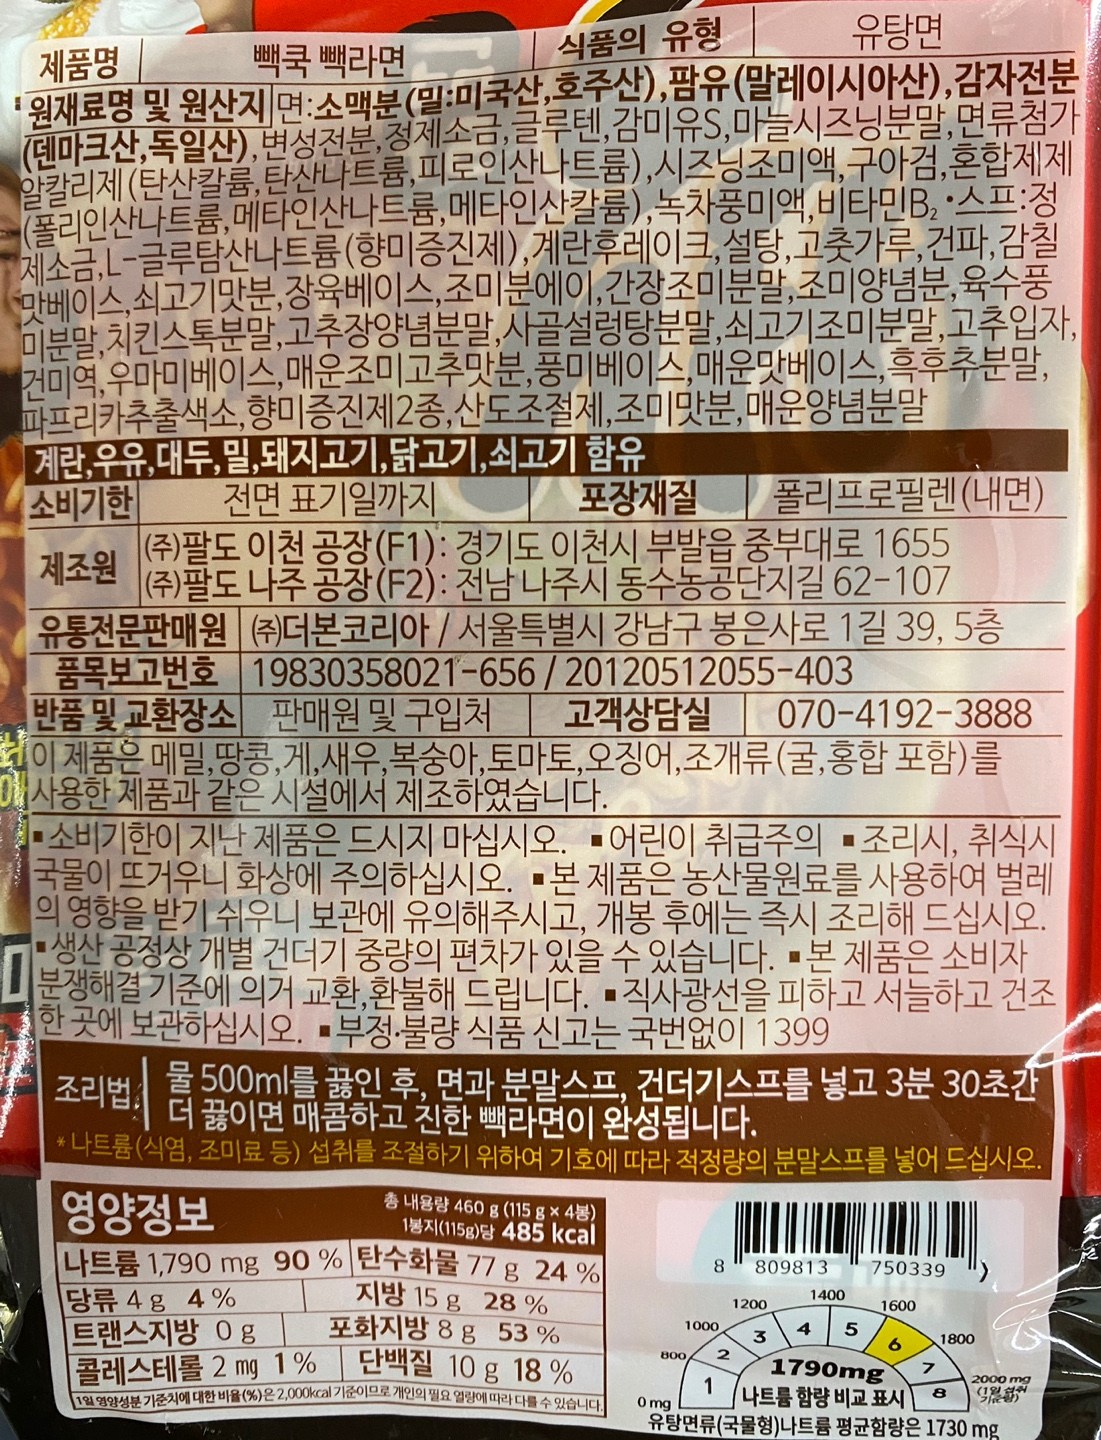 제품명 빽쿡 빽라면 식품의 유형 유탕면
원재료명 및 원산지 면:소맥분(밀:미국산,호주산),팜유(말레이시아산),감자전분
(덴마크산,독일산),변성전분,정제소금,글루텐,감미유S,마늘시즈닝분말,면류첨가
알칼리제(탄산칼륨,탄산나트륨,피로인산나트륨),시즈닝조미액,구아검,혼합제제
(폴리인산나트륨,메타인산나트륨,메타인산칼륨),녹차풍미액,비타민B₂ •스프:정
제소금,L-글루탐산나트륨(향미증진제),계란후레이크,설탕,고춧가루,건파,감칠
맛베이스,쇠고기맛분,장육베이스,조미분에이,간장조미분말,조미양념분,육수풍
미분말,치킨스톡분말,고추장양념분말,사골설렁탕분말,쇠고기조미분말,고추입자,
건미역,우마미베이스,매운조미고추맛분,풍미베이스,매운맛베이스,흑후추분말,
파프리카추출색소,향미증진제2종,산도조절제,조미맛분,매운양념분말
계란,우유,대두,밀,돼지고기,닭고기,쇠고기 함유
소비기한 전면 표기일까지 포장재질 폴리프로필렌(내면)
제조원 (주)팔도 이천 공장(F1): 경기도 이천시 부발읍 중부대로 1655
(주)팔도 나주 공장(F2): 전남 나주시 동수농공단지길 62-107
유통전문판매원 (주)더본코리아 / 서울특별시 강남구 봉은사로 1길 39, 5층
품목보고번호 19830358021-656 / 20120512055-403
반품 및 교환장소 판매원 및 구입처 고객상담실 070-4192-3888
이 제품은 메밀,땅콩,게,새우,복숭아,토마토,오징어,조개류(굴,홍합 포함)를
사용한 제품과 같은 시설에서 제조하였습니다.
▪소비기한이 지난 제품은 드시지 마십시오. ▪어린이 취급주의 ▪조리시, 취식시
국물이 뜨거우니 화상에 주의하십시오. ▪본 제품은 농산물원료를 사용하여 벌레
의 영향을 받기 쉬우니 보관에 유의해주시고, 개봉 후에는 즉시 조리해 드십시오.
▪생산 공정상 개별 건더기 중량의 편차가 있을 수 있습니다. ▪본 제품은 소비자
분쟁해결 기준에 의거 교환,환불해 드립니다. ▪직사광선을 피하고 서늘하고 건조
한 곳에 보관하십시오. ▪부정·불량 식품 신고는 국번없이 1399
조리법 물 500ml를 끓인 후, 면과 분말스프, 건더기스프를 넣고 3분 30초간
더 끓이면 매콤하고 진한 빽라면이 완성됩니다.
*나트륨(식염, 조미료 등) 섭취를 조절하기 위하여 기호에 따라 적정량의 분말스프를 넣어 드십시오.
영양정보 총 내용량 460 g (115 g × 4봉)
1봉지(115g)당 485 kcal
나트륨 1,790 mg 90 % 탄수화물 77 g 24 %
당류 4 g 4 % 지방 15 g 28 %
트랜스지방 0 g 포화지방 8 g 53 %
콜레스테롤 2 mg 1 % 단백질 10 g 18 %
1일 영양성분 기준치에 대한 비율(%)은 2,000kcal 기준이므로 개인의 필요 열량에 따라 다를 수 있습니다.
8 809813 750339
0 mg 800 1000 1200 1400 1600 1800 2000 mg
(1일 섭취
기준량)
1 2 3 4 5 6 7 8
1790mg
나트륨 함량 비교 표시
유탕면류(국물형)나트륨 평균함량은 1730 mg